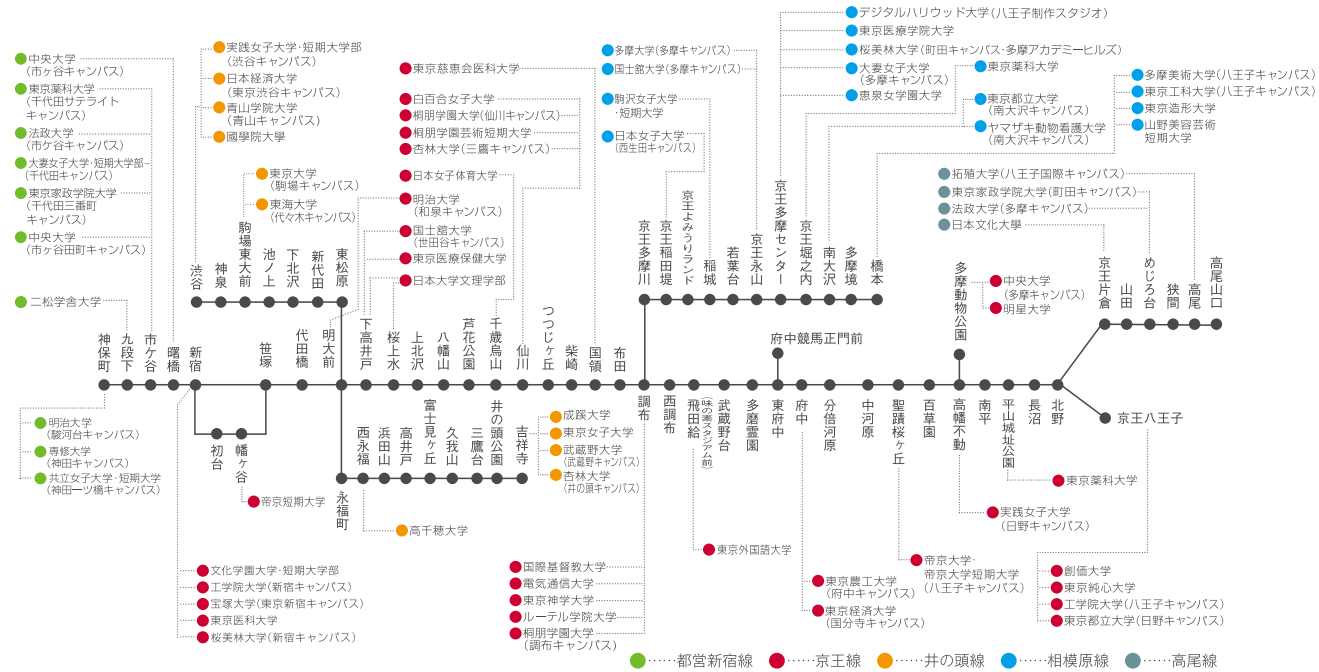 中央大学
(市ヶ谷キャンパス)
東京薬科大学
(千代田サテライト
キャンパス)
法政大学
(市ケ谷キャンパス)
大妻女子大学・短期大学部
(千代田キャンパス)
東京家政学院大学
(千代田三番町
キャンパス)
中央大学
(市ヶ谷田町キャンパス)
二松学舎大学
実践女子大学・短期大学部
(渋谷キャンパス)
日本経済大学
(東京渋谷キャンパス)
青山学院大学
(青山キャンパス)
國學院大學
東京大学
(駒場キャンパス)
東海大学
(代々木キャンパス)
東京慈恵会医科大学
白百合女子大学
桐朋学園大学(仙川キャンパス)
桐朋学園芸術短期大学
杏林大学(三鷹キャンパス)
日本女子体育大学
明治大学
(和泉キャンパス)
国士舘大学
(世田谷キャンパス)
東京医療保健大学
日本大学文理学部
多摩大学(多摩キャンパス)
国士舘大学(多摩キャンパス)
駒沢女子大学
・短期大学
日本女子大学
(西生田キャンパス)
デジタルハリウッド大学(八王子制作スタジオ)
東京医療学院大学
桜美林大学(町田キャンパス・多摩アカデミーヒルズ)
大妻女子大学
(多摩キャンパス)
恵泉女学園大学
東京薬科大学
東京都立大学
(南大沢キャンパス)
ヤマザキ動物看護大学
(南大沢キャンパス)
多摩美術大学(八王子キャンパス)
東京工科大学(八王子キャンパス)
東京造形大学
山野美容芸術
短期大学
拓殖大学(八王子国際キャンパス)
東京家政学院大学(町田キャンパス)
法政大学(多摩キャンパス)
日本文化大學
中央大学
(多摩キャンパス)
明星大学
渋谷
神泉
駒場東大前
池ノ上
下北沢
新代田
東松原
京王多摩川
京王稲田堤
京王よみうりランド
稲城
若葉台
京王永山
京王多摩センター
京王堀之内
南大沢
多摩境
橋本
多摩動物公園
京王片倉
山田
めじろ台
狭間
高尾
高尾山口
府中競馬正門前
神保町
九段下
市ケ谷
曙橋
新宿
笹塚
代田橋
明大前
下高井戸
桜上水
上北沢
八幡山
芦花公園
千歳烏山
仙川
つつじヶ丘
柴崎
国領
布田
調布
西調布
飛田給
(味の素スタジアム前)
武蔵野台
多磨霊園
東府中
府中
分倍河原
中河原
聖蹟桜ヶ丘
百草園
高幡不動
南平
平山城址公園
長沼
北野
京王八王子
初台
幡ヶ谷
永福町
西永福
浜田山
高井戸
富士見ヶ丘
久我山
三鷹台
井の頭公園
吉祥寺
明治大学
(駿河台キャンパス)
専修大学
(神田キャンパス)
共立女子大学・短期大学
(神田一ツ橋キャンパス)
帝京短期大学
高千穂大学
成蹊大学
東京女子大学
武蔵野大学
(武蔵野キャンパス)
杏林大学
(井の頭キャンパス)
東京薬科大学
実践女子大学
(日野キャンパス)
東京外国語大学
帝京大学・
帝京大学短期大学
(八王子キャンパス)
東京農工大学
(府中キャンパス)
東京経済大学
(国分寺キャンパス)
文化学園大学・短期大学部
工学院大学(新宿キャンパス)
宝塚大学(東京新宿キャンパス)
東京医科大学
桜美林大学(新宿キャンパス)
国際基督教大学
電気通信大学
東京神学大学
ルーテル学院大学
桐朋学園大学
(調布キャンパス)
創価大学
東京純心大学
工学院大学(八王子キャンパス)
東京都立大学(日野キャンパス)
都営新宿線
京王線
井の頭線
相模原線
高尾線